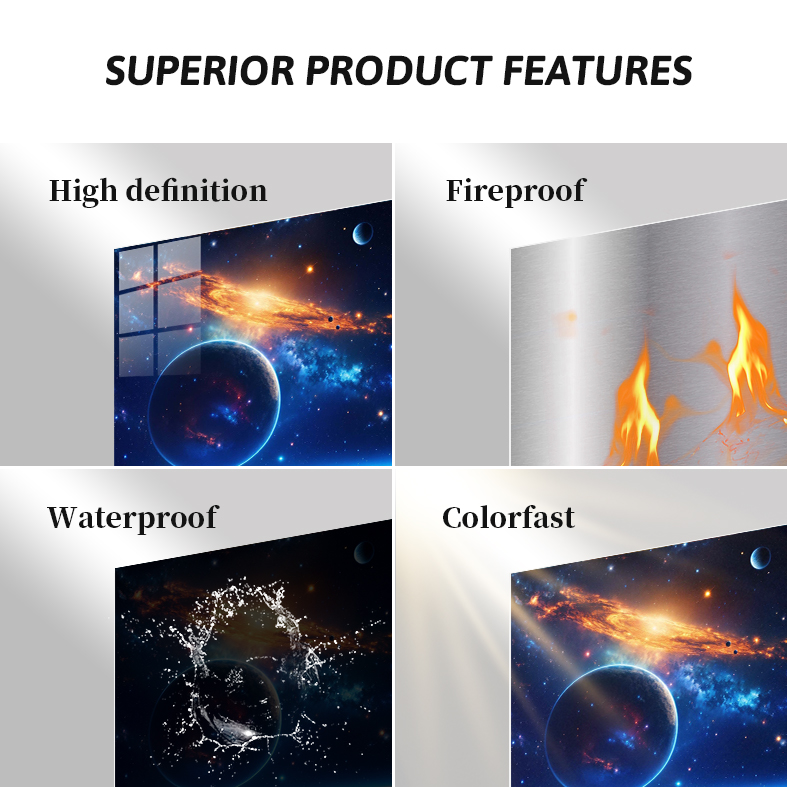 SUPERIOR PRODUCT FEATURES
High definition
Fireproof
Waterproof
Colorfast